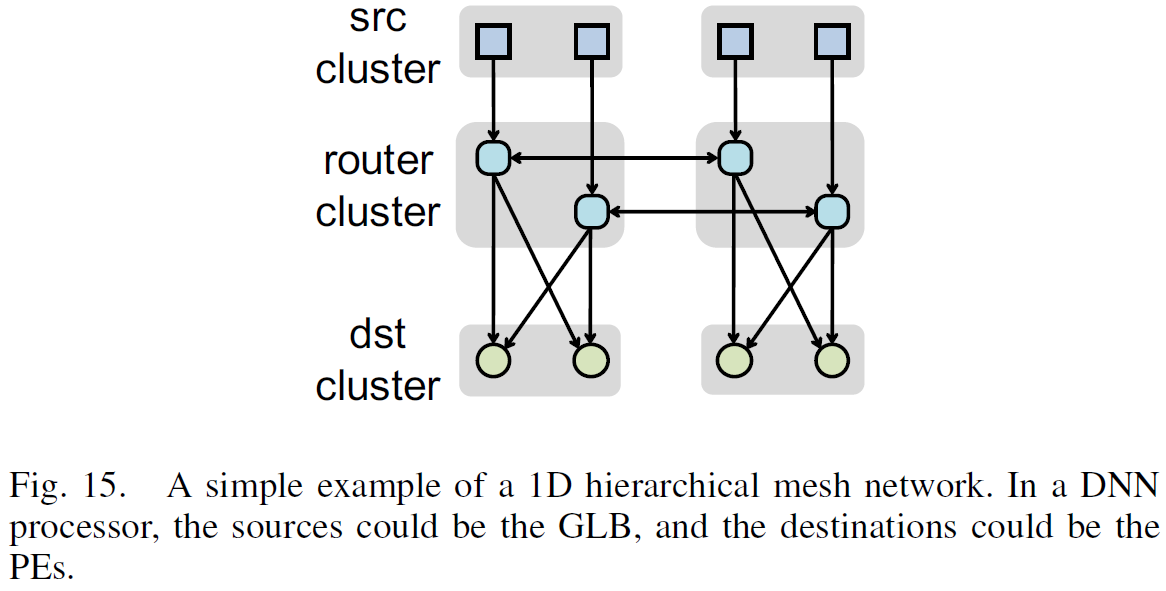 src
cluster
router
cluster
dst
cluster
Fig. 15. A simple example of a 1D hierarchical mesh network. In a DNN
processor, the sources could be the GLB, and the destinations could be the
PEs.